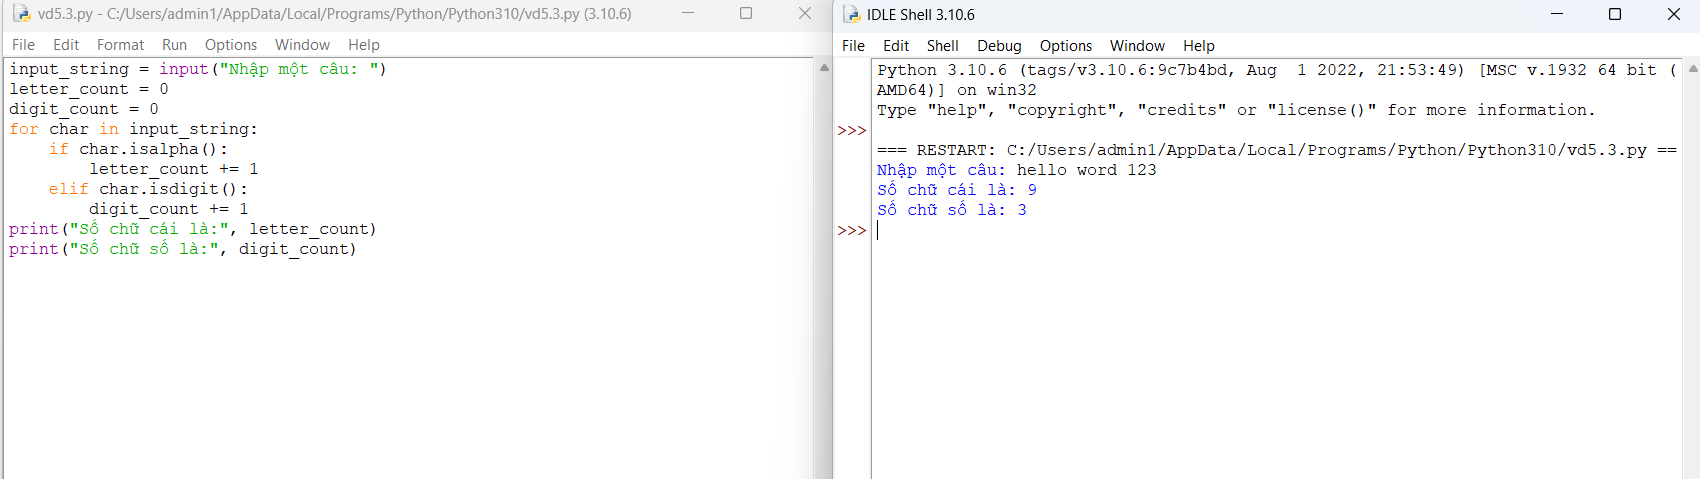 vd5.3.py - C:/Users/admin1/AppData/Local/Programs/Python/Python310/vd5.3.py (3.10.6)
File Edit Format Run Options Window Help
input_string = input("Nhập một câu: ")
letter_count = 0
digit_count = 0
for char in input_string:
    if char.isalpha():
        letter_count += 1
    elif char.isdigit():
        digit_count += 1
print("Số chữ cái là:", letter_count)
print("Số chữ số là:", digit_count)
IDLE Shell 3.10.6
File Edit Shell Debug Options Window Help
Python 3.10.6 (tags/v3.10.6:9c7b4bd, Aug  1 2022, 21:53:49) [MSC v.1932 64 bit (
AMD64)] on win32
Type "help", "copyright", "credits" or "license()" for more information.
>>>
=== RESTART: C:/Users/admin1/AppData/Local/Programs/Python/Python310/vd5.3.py ==
Nhập một câu: hello word 123
Số chữ cái là: 9
Số chữ số là: 3
>>>